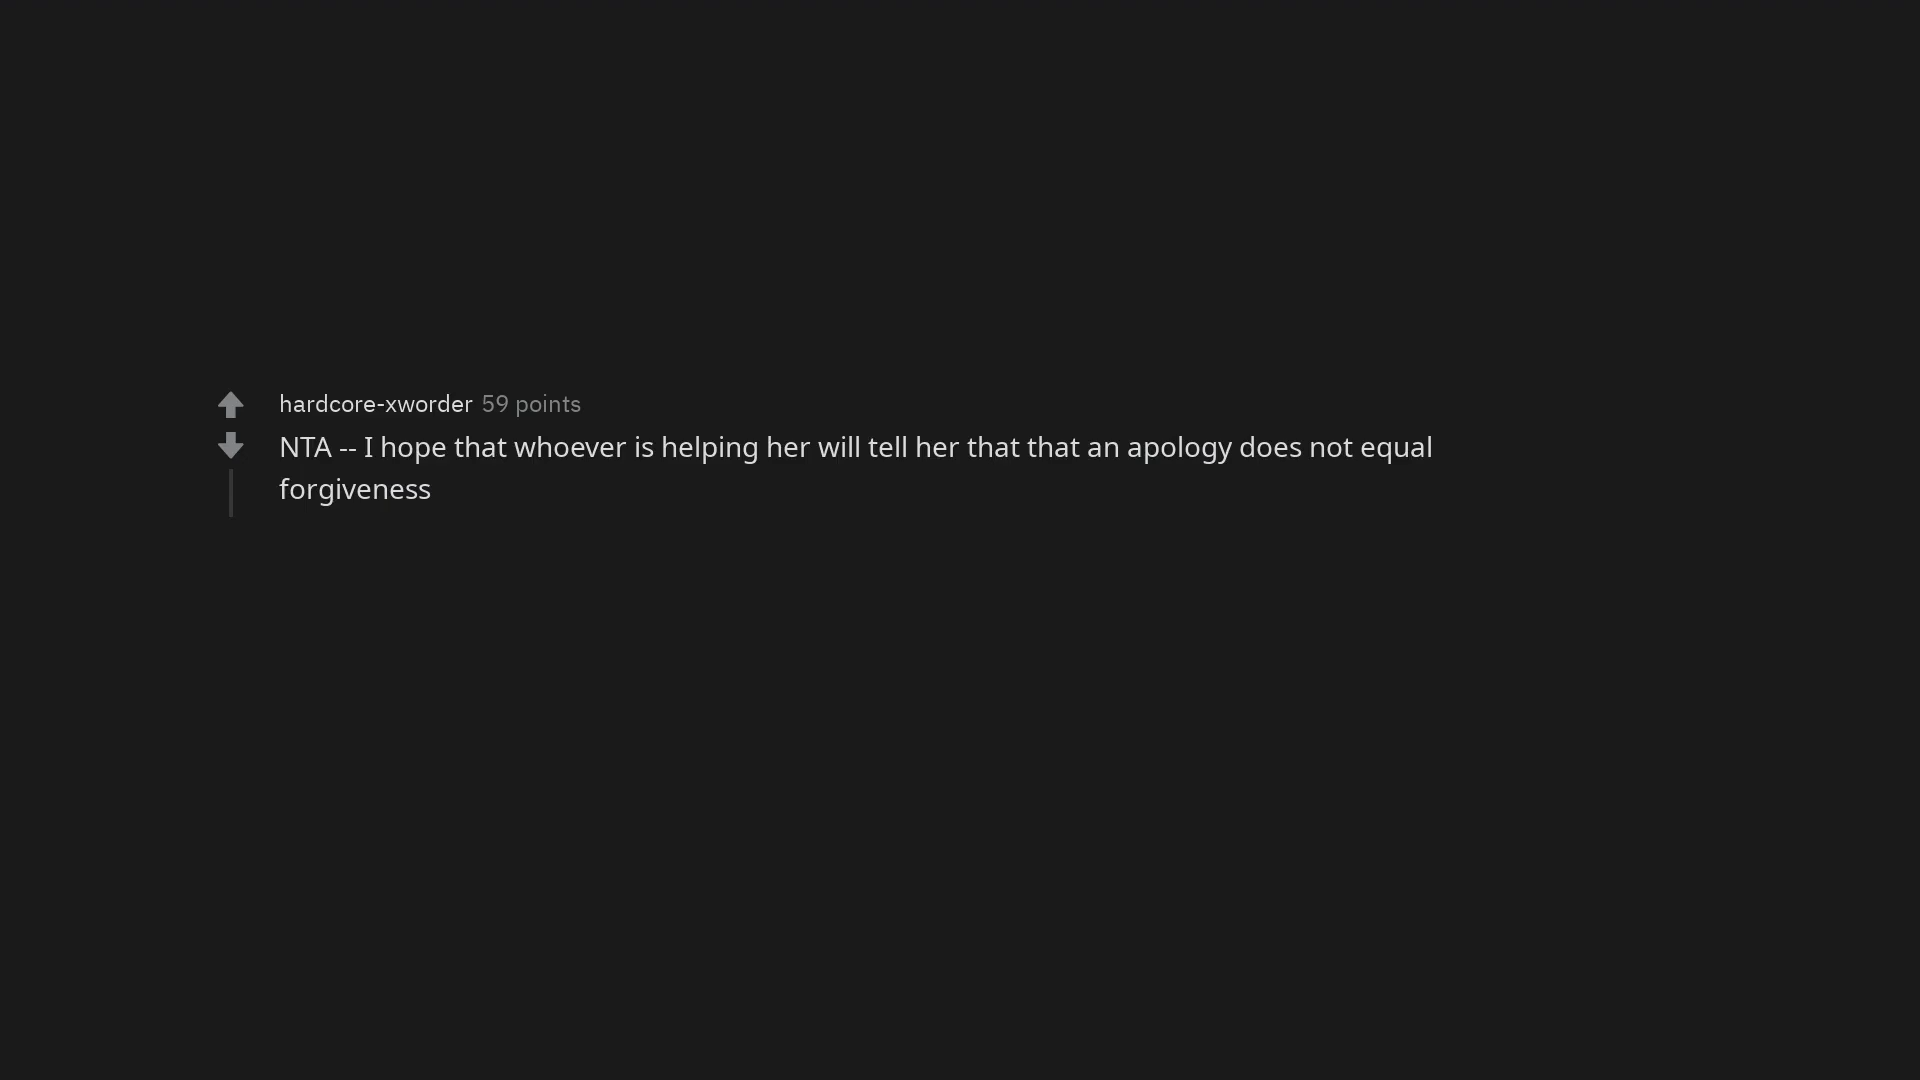 hardcore-xworder 59 points
NTA -- I hope that whoever is helping her will tell her that that an apology does not equal
forgiveness